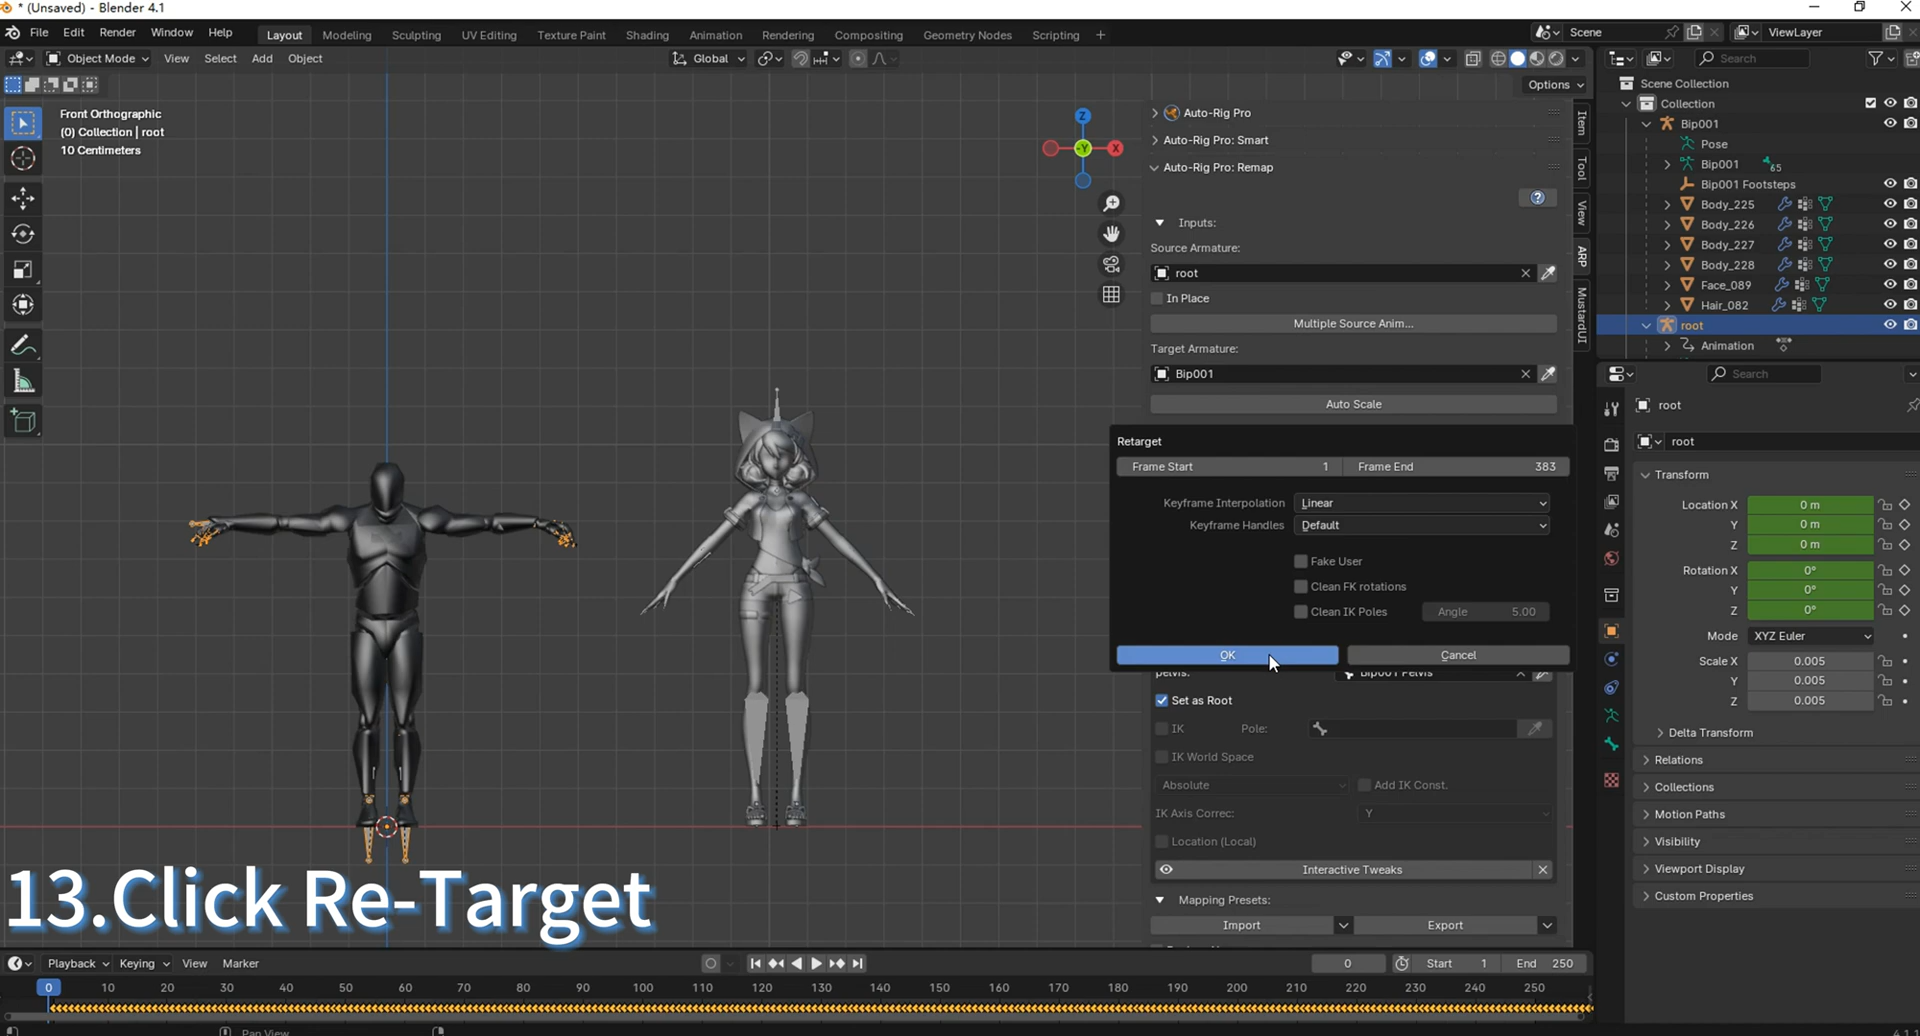 * (Unsaved) - Blender 4.1
File Edit Render Window Help
Layout Modeling Sculpting UV Editing Texture Paint Shading Animation Rendering Compositing Geometry Nodes Scripting +
Scene
ViewLayer
Object Mode View Select Add Object
Global
Search
Options
Front Orthographic
(0) Collection | root
10 Centimeters
Z
-Y
X
Auto-Rig Pro
Auto-Rig Pro: Smart
Auto-Rig Pro: Remap
?
Inputs:
Source Armature:
root
In Place
Multiple Source Anim...
Target Armature:
Bip001
Auto Scale
Retarget
Frame Start 1 Frame End 383
Keyframe Interpolation Linear
Keyframe Handles Default
Fake User
Clean FK rotations
Clean IK Poles Angle 5.00
OK Cancel
pelvis: Bip001 Pelvis
Set as Root
IK Pole:
IK World Space
Absolute Add IK Const.
IK Axis Correc: Y
Location (Local)
Interactive Tweaks
Mapping Presets:
Import Export
Item
Tool
View
ARP
MustardUI
Scene Collection
Collection
Bip001
Pose
Bip001 65
Bip001 Footsteps
Body_225
Body_226
Body_227
Body_228
Face_089
Hair_082
root
Animation
Search
root
root
Transform
Location X 0 m
Y 0 m
Z 0 m
Rotation X 0°
Y 0°
Z 0°
Mode XYZ Euler
Scale X 0.005
Y 0.005
Z 0.005
Delta Transform
Relations
Collections
Motion Paths
Visibility
Viewport Display
Custom Properties
13.Click Re-Target
Playback Keying View Marker
0 Start 1 End 250
0 10 20 30 40 50 60 70 80 90 100 110 120 130 140 150 160 170 180 190 200 210 220 230 240 250
Pan View
4.1.1